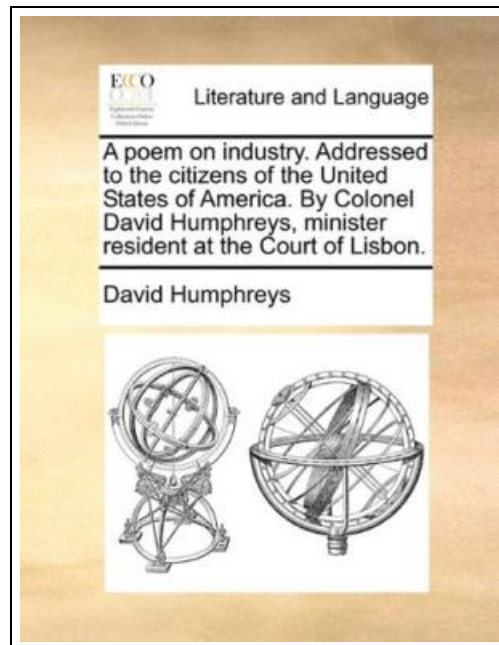 ECCO
Literature and Language
A poem on industry. Addressed
to the citizens of the United
States of America. By Colonel
David Humphreys, minister
resident at the Court of Lisbon.
David Humphreys